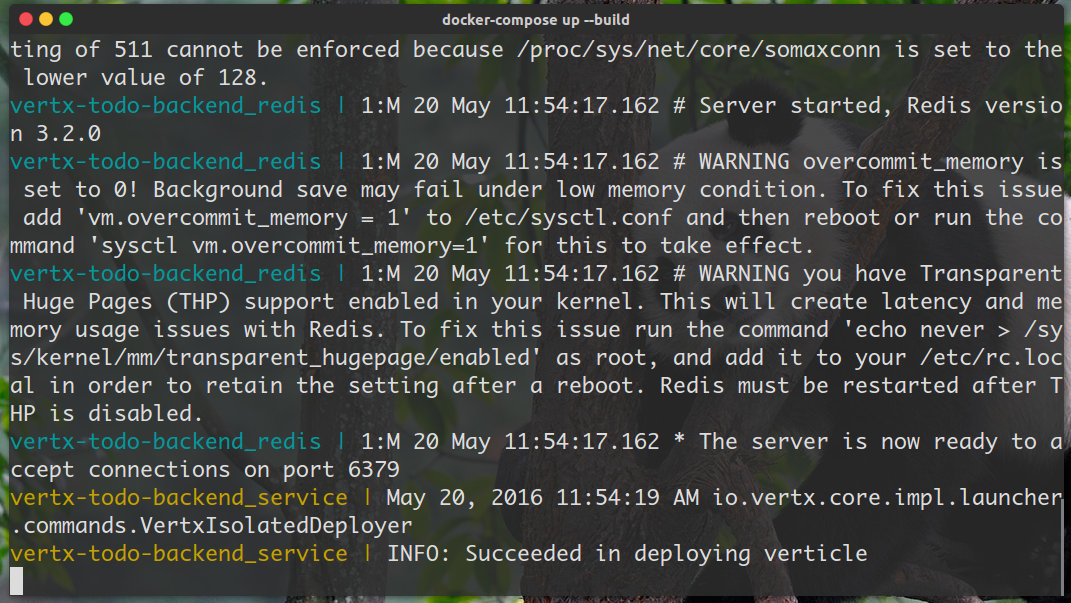 docker-compose up --build
ting of 511 cannot be enforced because /proc/sys/net/core/somaxconn is set to the
 lower value of 128.
vertx-todo-backend_redis | 1:M 20 May 11:54:17.162 # Server started, Redis versio
n 3.2.0
vertx-todo-backend_redis | 1:M 20 May 11:54:17.162 # WARNING overcommit_memory is
 set to 0! Background save may fail under low memory condition. To fix this issue
 add 'vm.overcommit_memory = 1' to /etc/sysctl.conf and then reboot or run the co
mmand 'sysctl vm.overcommit_memory=1' for this to take effect.
vertx-todo-backend_redis | 1:M 20 May 11:54:17.162 # WARNING you have Transparent
 Huge Pages (THP) support enabled in your kernel. This will create latency and me
mory usage issues with Redis. To fix this issue run the command 'echo never > /sy
s/kernel/mm/transparent_hugepage/enabled' as root, and add it to your /etc/rc.loc
al in order to retain the setting after a reboot. Redis must be restarted after T
HP is disabled.
vertx-todo-backend_redis | 1:M 20 May 11:54:17.162 * The server is now ready to a
ccept connections on port 6379
vertx-todo-backend_service | May 20, 2016 11:54:19 AM io.vertx.core.impl.launcher
.commands.VertxIsolatedDeployer
vertx-todo-backend_service | INFO: Succeeded in deploying verticle